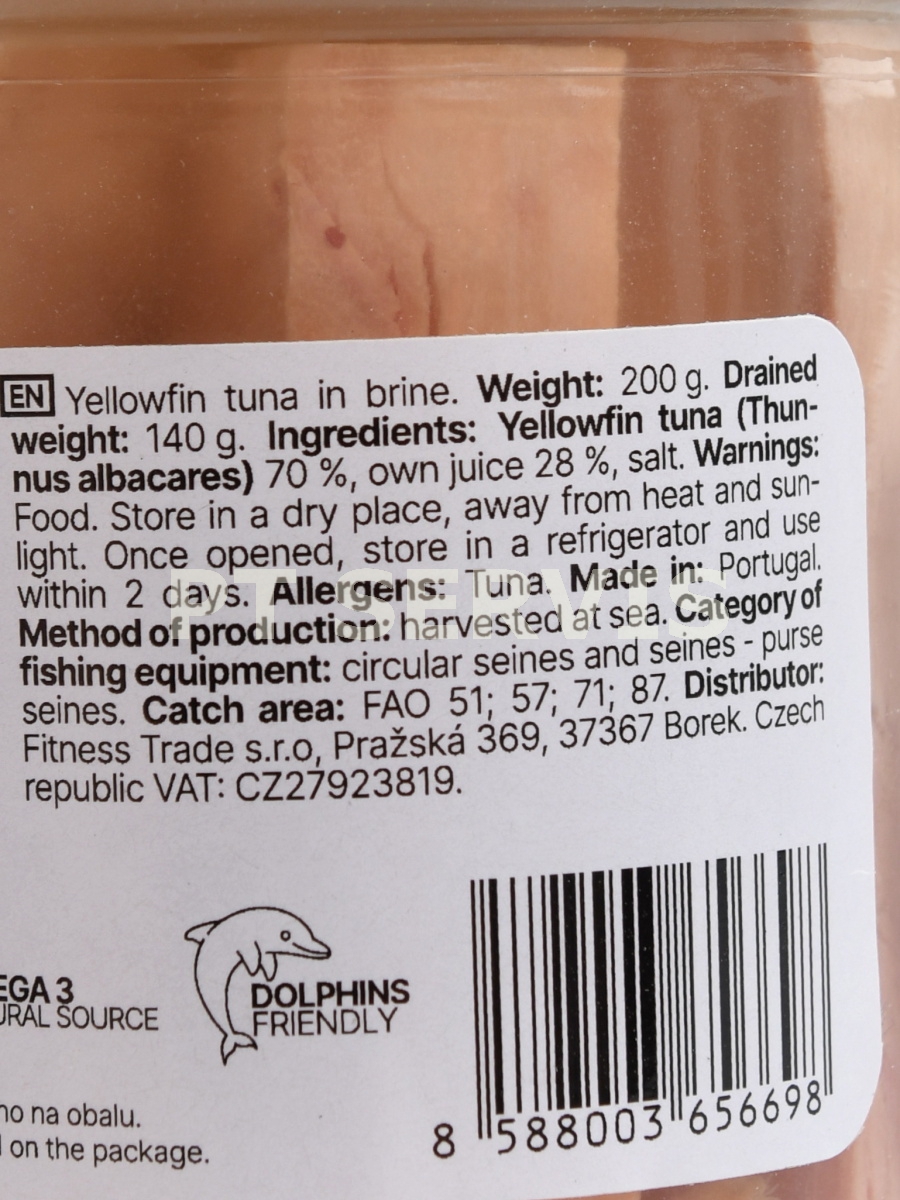 EN Yellowfin tuna in brine. Weight: 200 g. Drained
weight: 140 g. Ingredients: Yellowfin tuna (Thun-
nus albacares) 70 %, own juice 28 %, salt. Warnings:
Food. Store in a dry place, away from heat and sun-
light. Once opened, store in a refrigerator and use
within 2 days. Allergens: Tuna. Made in: Portugal.
PT SERVIS
Method of production: harvested at sea. Category of
fishing equipment: circular seines and seines - purse
seines. Catch area: FAO 51; 57; 71; 87. Distributor:
Fitness Trade s.r.o, Pražská 369, 37367 Borek. Czech
republic VAT: CZ27923819.
EGA 3
URAL SOURCE
DOLPHINS
FRIENDLY
no na obalu.
on the package.
8 588003 656698